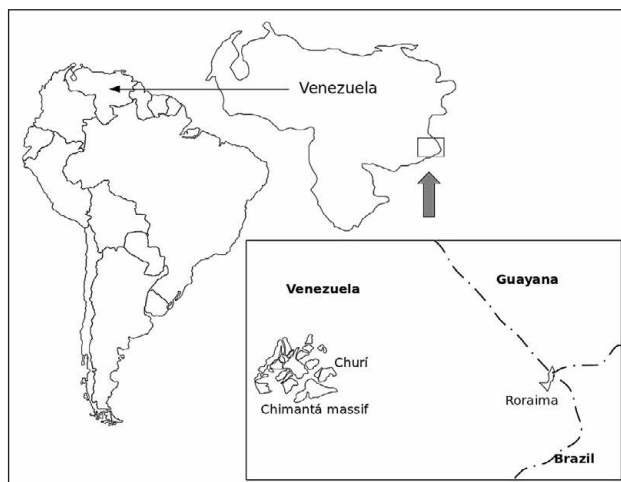 Venezuela
Venezuela
Guayana
Churí
Chimantá massif
Roraima
Brazil